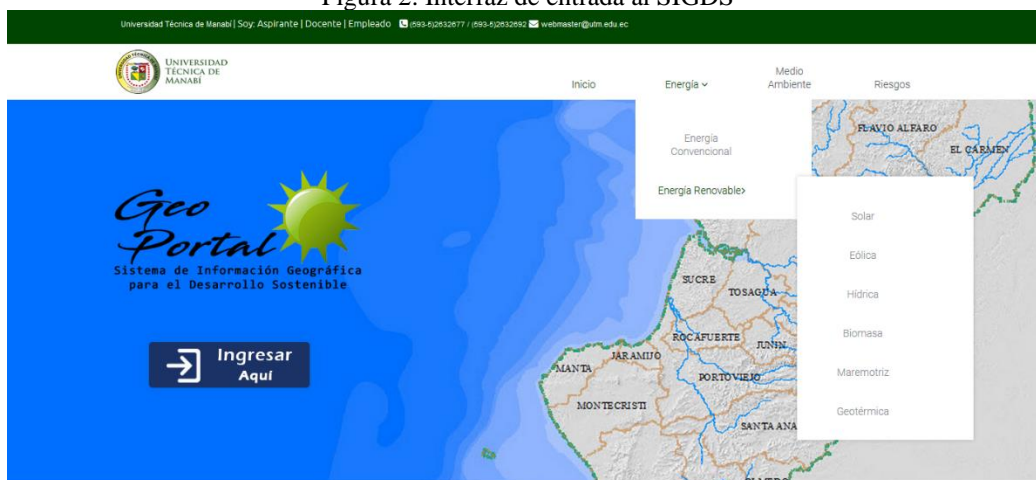 Figura 2. Interfaz de entrada al SIGDS
Universidad Técnica de Manabí | Soy: Aspirante | Docente | Empleado (593-5)2632677 / (593-5)2632692 webmaster@utm.edu.ec
UNIVERSIDAD
TÉCNICA DE
MANABÍ
Inicio
Energía
Medio
Ambiente
Riesgos
Energía
Convencional
Energía Renovable>
Solar
Eólica
Hídrica
Biomasa
Maremotriz
Geotérmica
Geo
Portal
Sistema de Información Geográfica
para el Desarrollo Sostenible
Ingresar
Aquí
FLAVIO ALFARO
EL CARMEN
SUCRE
TOSAGUA
ROCAFUERTE
JUNIN
JARAMIJO
MANTA
PORTOVIEJO
MONTECRISTI
SANTA ANA